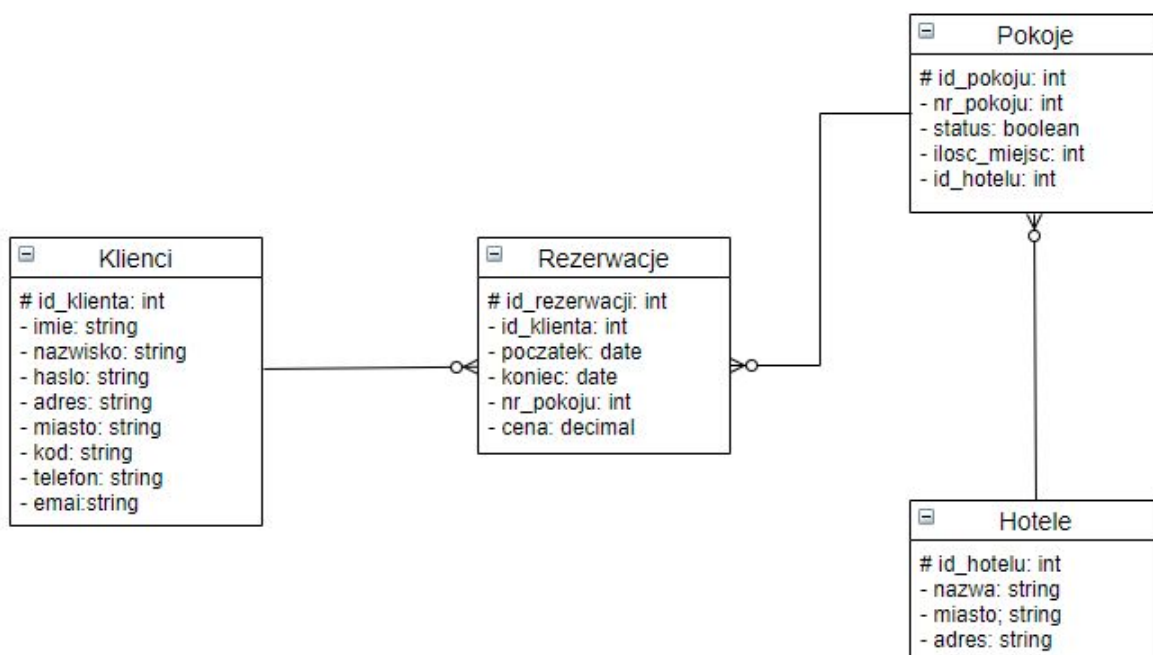 Pokoje
# id_pokoju: int
- nr_pokoju: int
- status: boolean
- ilosc_miejsc: int
- id_hotelu: int
Klienci
# id_klienta: int
- imie: string
- nazwisko: string
- haslo: string
- adres: string
- miasto: string
- kod: string
- telefon: string
- emai:string
Rezerwacje
# id_rezerwacji: int
- id_klienta: int
- poczatek: date
- koniec: date
- nr_pokoju: int
- cena: decimal
Hotele
# id_hotelu: int
- nazwa: string
- miasto; string
- adres: string